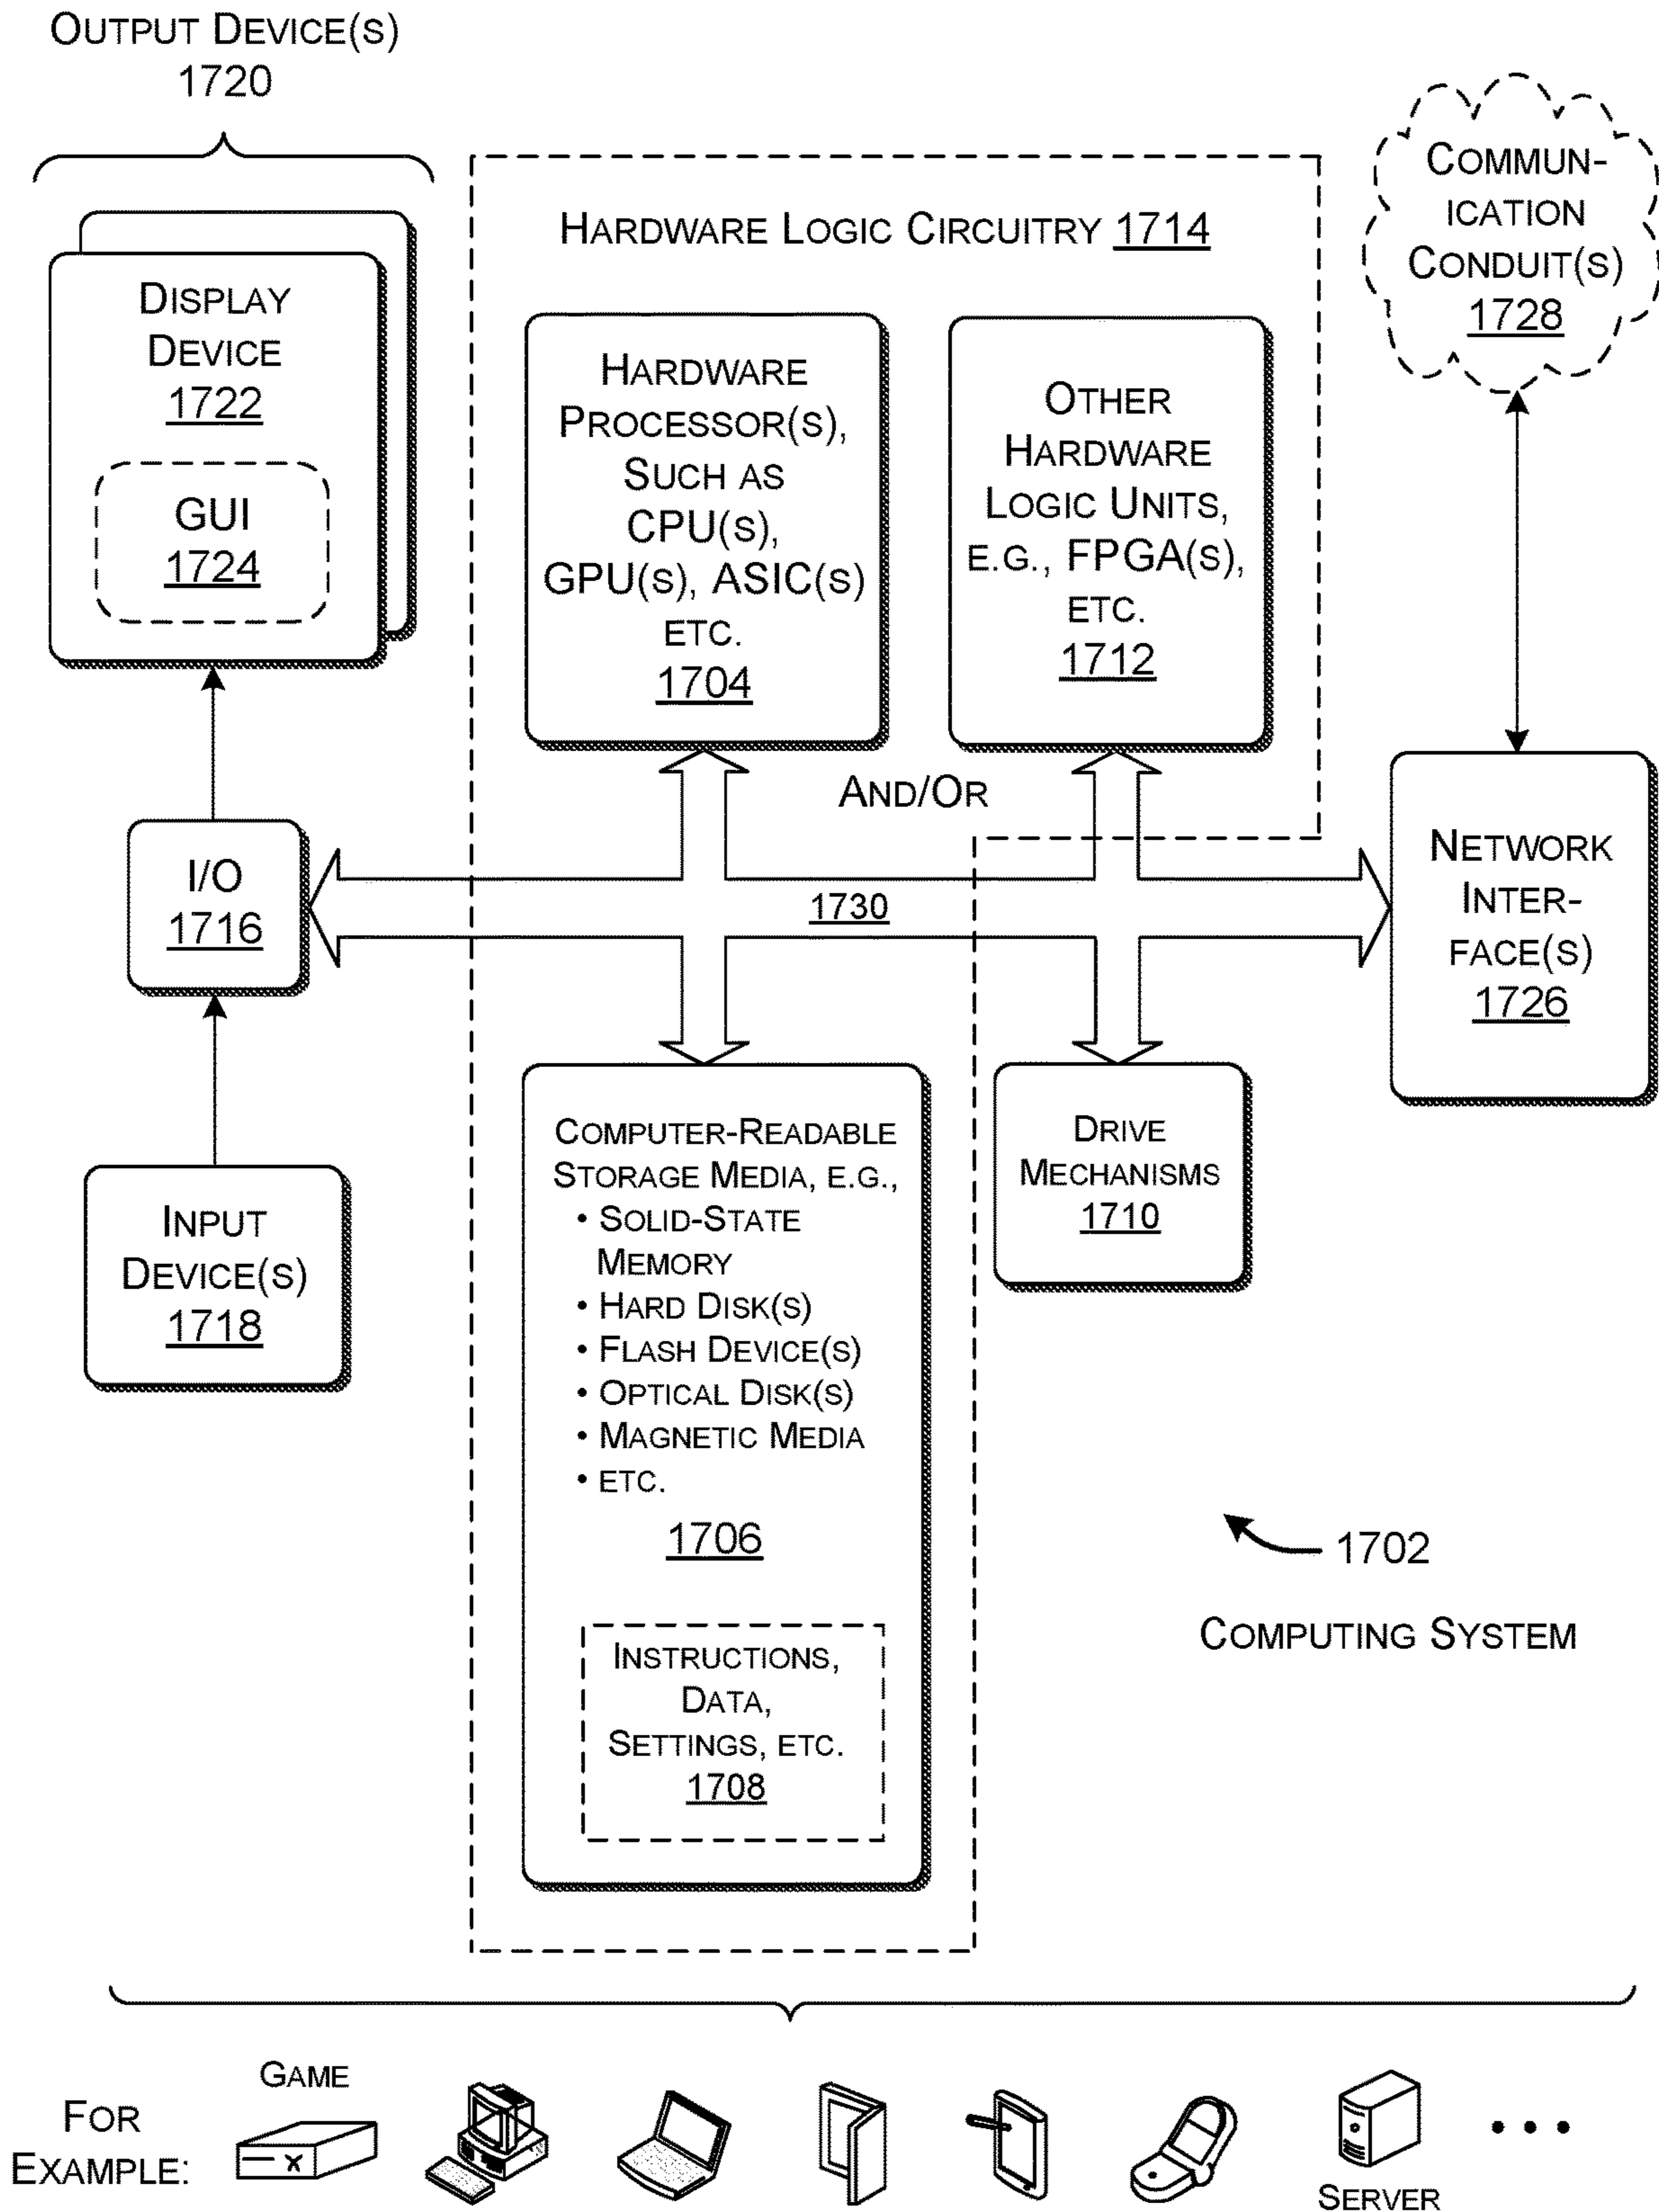 OUTPUT DEVICE(S)
1720
DISPLAY
DEVICE
1722
GUI
1724
HARDWARE LOGIC CIRCUITRY 1714
HARDWARE
PROCESSOR(S),
SUCH AS
CPU(S),
GPU(S), ASIC(S)
ETC.
1704
OTHER
HARDWARE
LOGIC UNITS,
E.G., FPGA(S),
ETC.
1712
COMMUN-
ICATION
CONDUIT(S)
1728
AND/OR
I/O
1716
1730
NETWORK
INTER-
FACE(S)
1726
INPUT
DEVICE(S)
1718
COMPUTER-READABLE
STORAGE MEDIA, E.G.,
• SOLID-STATE
MEMORY
• HARD DISK(S)
• FLASH DEVICE(S)
• OPTICAL DISK(S)
• MAGNETIC MEDIA
• ETC.
1706
INSTRUCTIONS,
DATA,
SETTINGS, ETC.
1708
DRIVE
MECHANISMS
1710
1702
COMPUTING SYSTEM
FOR
EXAMPLE:
GAME
SERVER
• • •